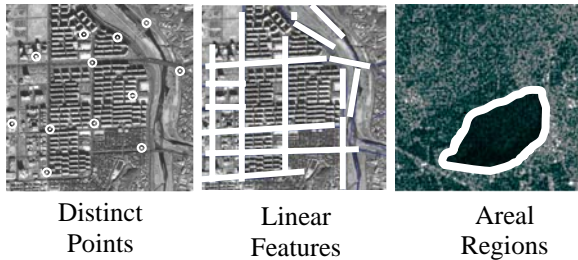 Distinct
Points
Linear
Features
Areal
Regions